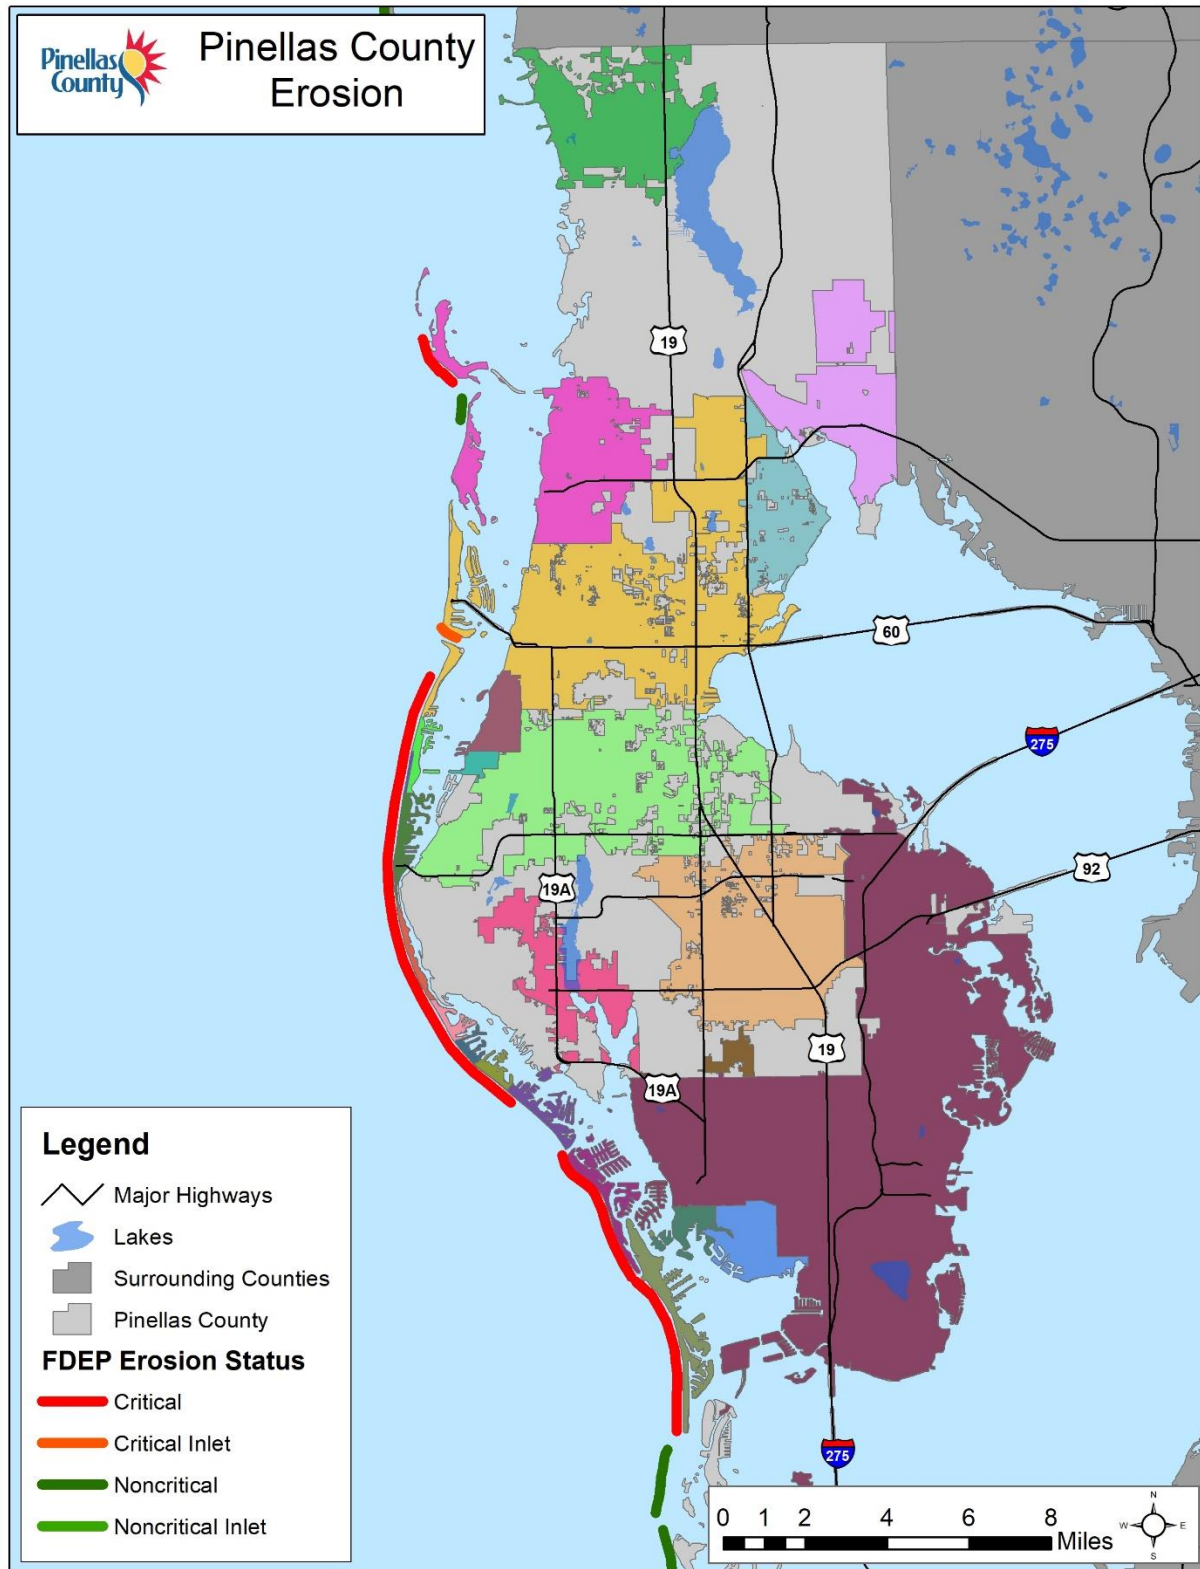 Pinellas
County
Pinellas County
Erosion
19
60
275
92
19A
19
19A
275
Legend
Major Highways
Lakes
Surrounding Counties
Pinellas County
FDEP Erosion Status
Critical
Critical Inlet
Noncritical
Noncritical Inlet
0 1 2 4 6 8
Miles
N
W E
S